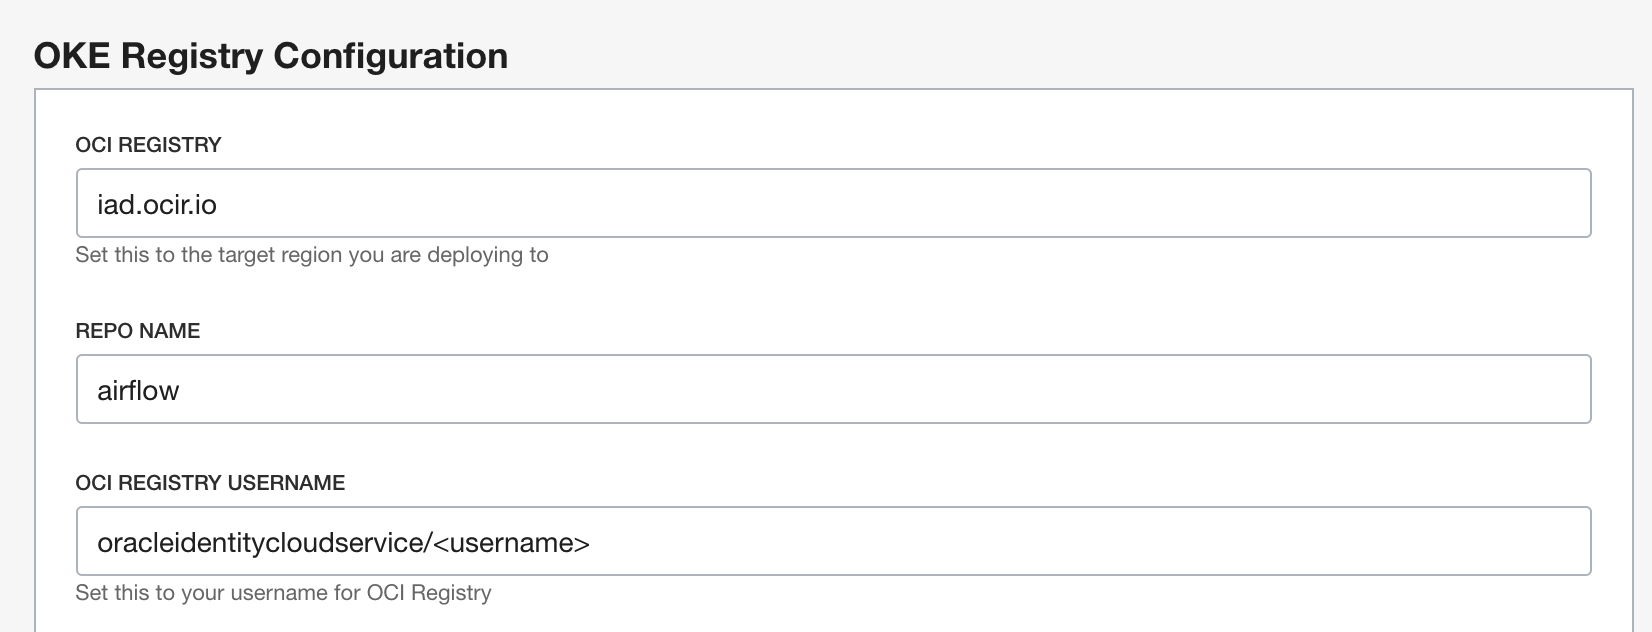 OKE Registry Configuration
OCI REGISTRY
iad.ocir.io
Set this to the target region you are deploying to
REPO NAME
airflow
OCI REGISTRY USERNAME
oracleidentitycloudservice/<username>
Set this to your username for OCI Registry